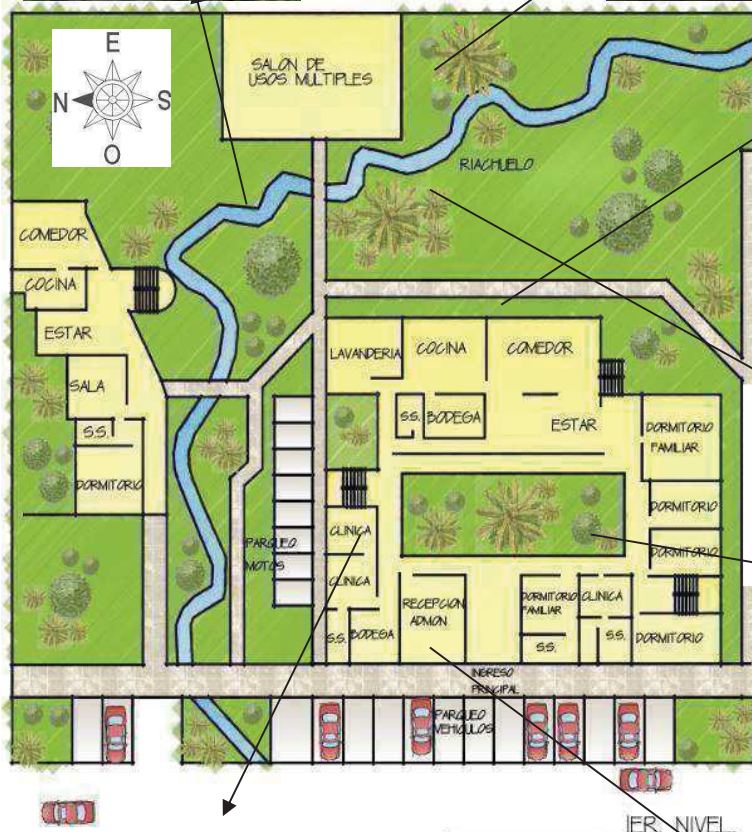 E
N S
O
SALON DE
USOS MULTIPLES
RIACHUELO
COMEDOR
COCINA
ESTAR
SALA
S.S.
DORMITORIO
LAVANDERIA
COCINA
COMEDOR
S.S.
BODEGA
ESTAR
DORMITORIO
FAMILIAR
DORMITORIO
DORMITORIO
PARQUEO
MOTOS
CLINICA
CLINICA
S.S.
BODEGA
RECEPCION
ADMON
DORMITORIO
FAMILIAR
S.S.
CLINICA
S.S.
DORMITORIO
INGRESO
PRINCIPAL
PARQUEO
VEHICULOS
1ER. NIVEL